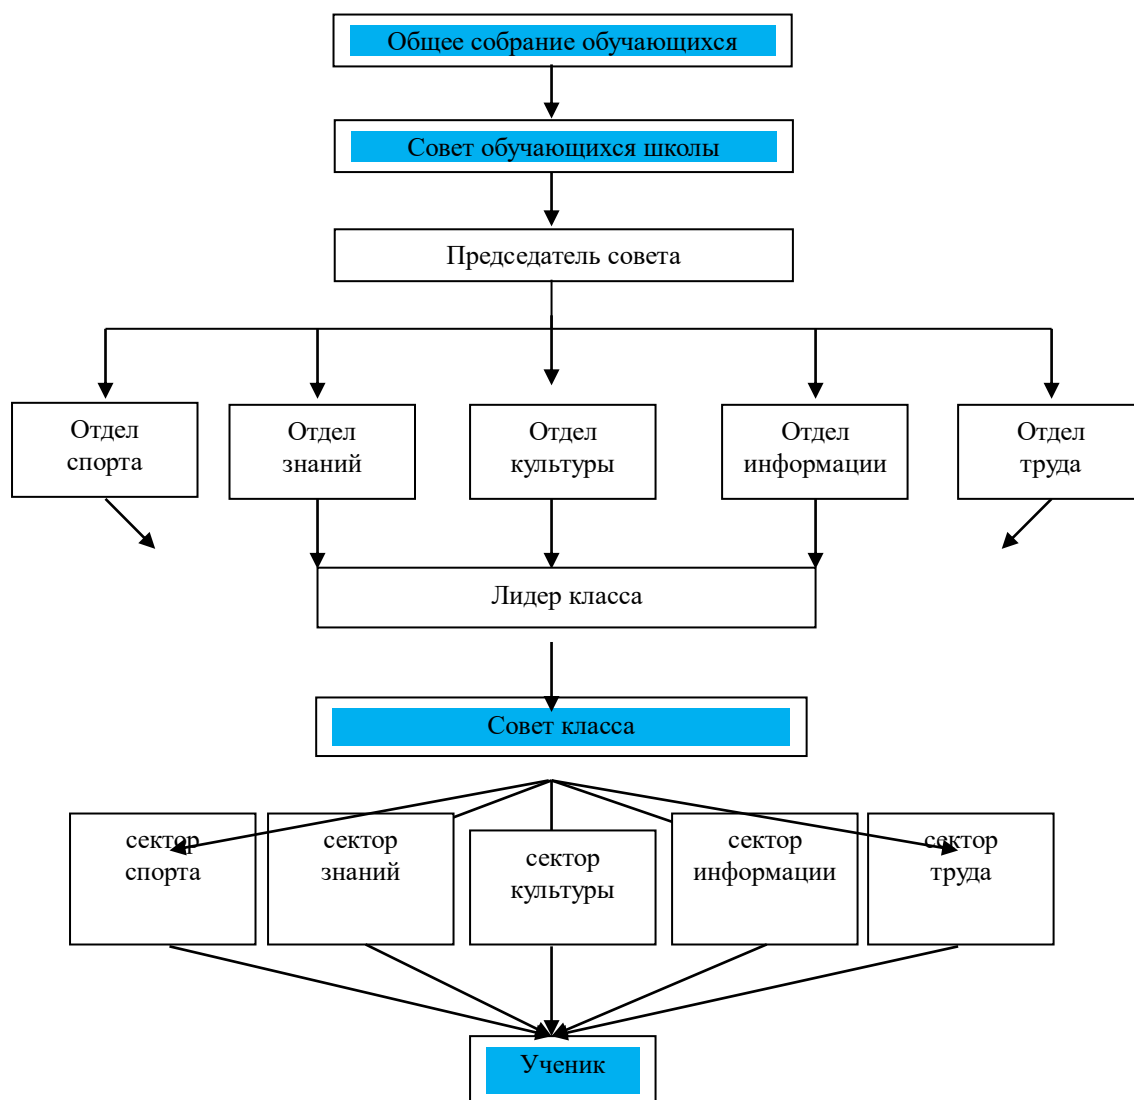 Общее собрание обучающихся
Совет обучающихся школы
Председатель совета
Отдел
спорта
Отдел
знаний
Отдел
культуры
Отдел
информации
Отдел
труда
Лидер класса
Совет класса
сектор
спорта
сектор
знаний
сектор
культуры
сектор
информации
сектор
труда
Ученик